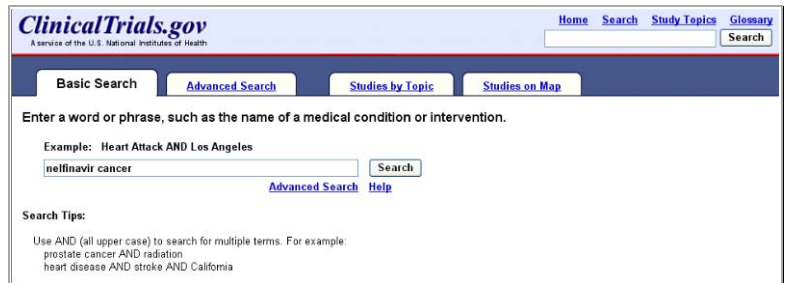 ClinicalTrials.gov
A service of the U.S. National Institutes of Health
Home Search Study Topics Glossary
Search
Basic Search Advanced Search Studies by Topic Studies on Map
Enter a word or phrase, such as the name of a medical condition or intervention.
Example: Heart Attack AND Los Angeles
nelfinavir cancer Search
Advanced Search Help
Search Tips:
Use AND (all upper case) to search for multiple terms. For example:
prostate cancer AND radiation
heart disease AND stroke AND California